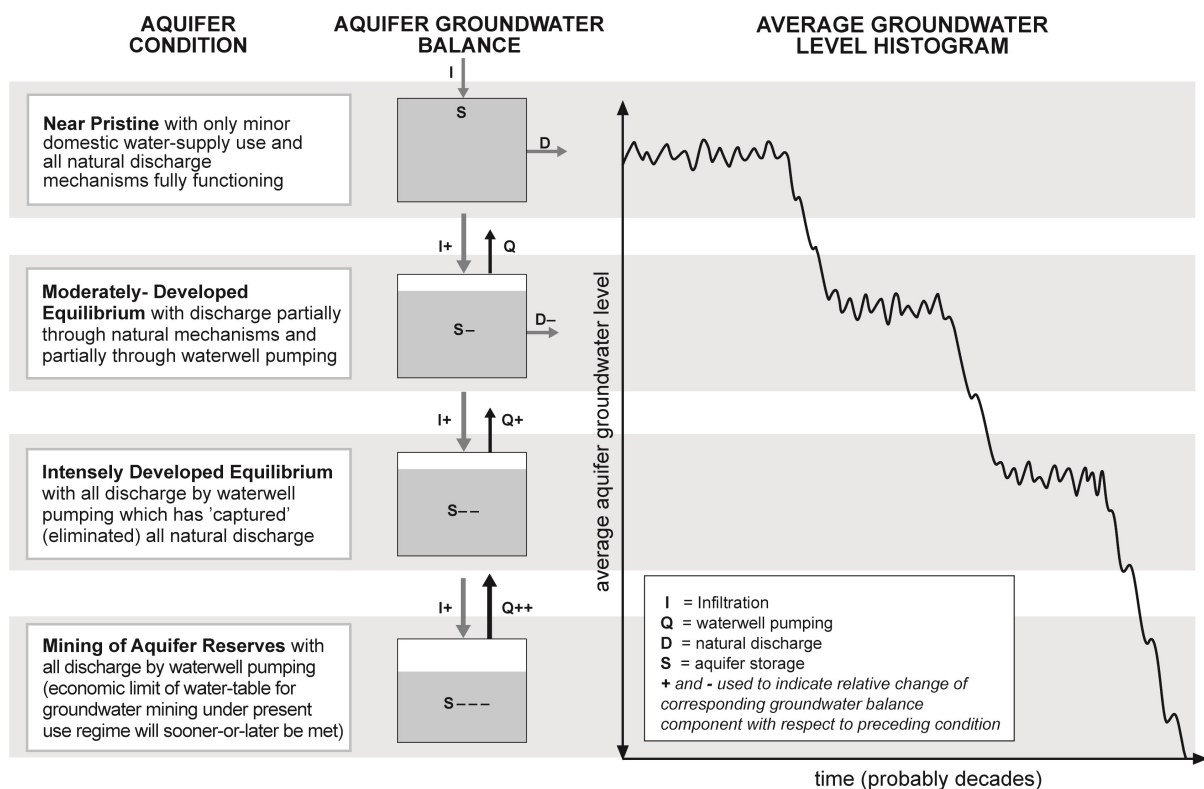 AQUIFER
CONDITION
AQUIFER GROUNDWATER
BALANCE
AVERAGE GROUNDWATER
LEVEL HISTOGRAM
Near Pristine with only minor
domestic water-supply use and
all natural discharge
mechanisms fully functioning
I
S
D
Moderately- Developed
Equilibrium with discharge partially
through natural mechanisms and
partially through waterwell pumping
I+
Q
S–
D–
Intensely Developed Equilibrium
with all discharge by waterwell
pumping which has 'captured'
(eliminated) all natural discharge
I+
Q+
S– –
Mining of Aquifer Reserves with
all discharge by waterwell pumping
(economic limit of water-table for
groundwater mining under present
use regime will sooner-or-later be met)
I+
Q++
S– – –
average aquifer groundwater level
I = Infiltration
Q = waterwell pumping
D = natural discharge
S = aquifer storage
+ and - used to indicate relative change of
corresponding groundwater balance
component with respect to preceding condition
time (probably decades)